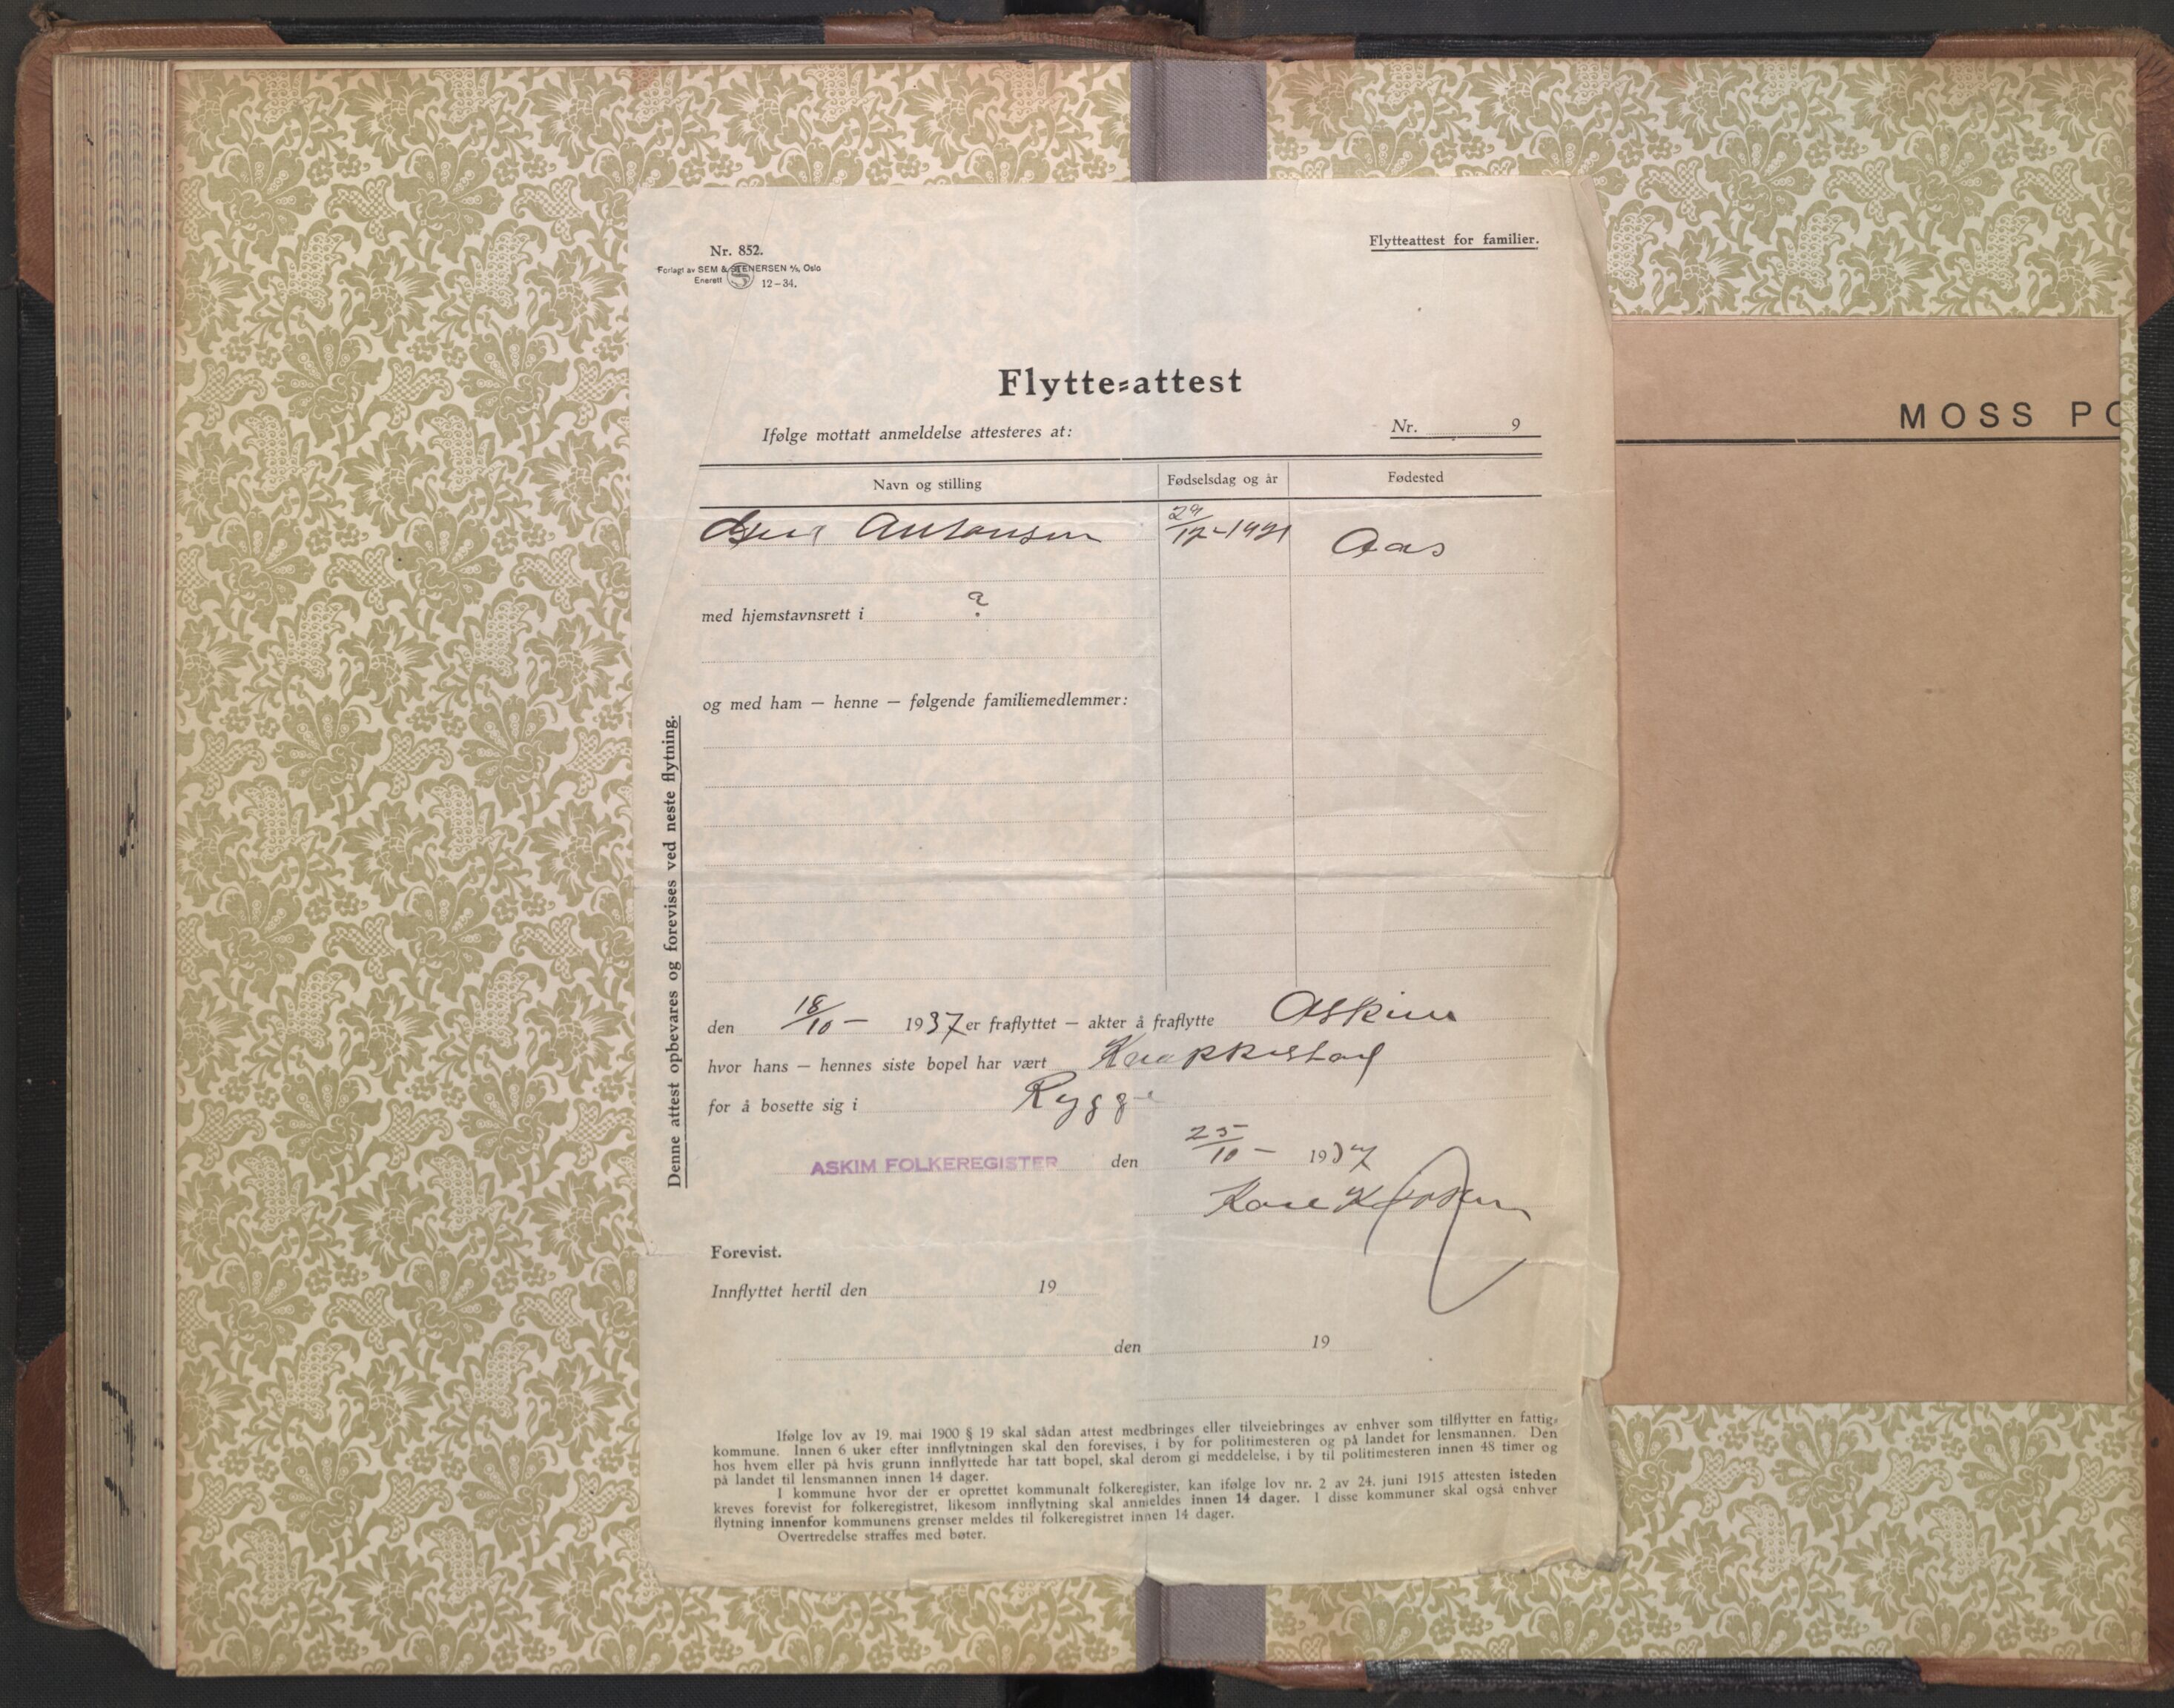 Nr. 852.
Forlagt av SEM & STENERSEN A/S, Oslo
Enerett 12-34.
Flytteattest for familier.
Flytte=attest
Ifølge mottatt anmeldelse attesteres at:
Nr. 9
Navn og stilling
Fødselsdag og år
Fødested
Antonsen
29/12-1921
Aas
med hjemstavnsrett i ?
og med ham — henne — følgende familiemedlemmer:
den 18/10 - 1937 er fraflyttet — akter å fraflytte Askim
hvor hans — hennes siste bopel har vært
for å bosette sig i Rygge
ASKIM FOLKEREGISTER den 25/10 - 1937
Forevist.
Innflyttet hertil den 19
den 19
Ifølge lov av 19. mai 1900 § 19 skal sådan attest medbringes eller tilveiebringes av enhver som tilflytter en fattig=
kommune. Innen 6 uker efter innflytningen skal den forevises, i by for politimesteren og på landet for lensmannen. Den
hos hvem eller på hvis grunn innflyttede har tatt bopel, skal derom gi meddelelse, i by til politimesteren innen 48 timer og
på landet til lensmannen innen 14 dager.
I kommune hvor der er oprettet kommunalt folkeregister, kan ifølge lov nr. 2 av 24. juni 1915 attesten isteden
kreves forevist for folkeregistret, likesom innflytning skal anmeldes innen 14 dager. I disse kommuner skal også enhver
flytning innenfor kommunens grenser meldes til folkeregistret innen 14 dager.
Overtredelse straffes med bøter.
Denne attest opbevares og forevises ved neste flytning.
MOSS PO